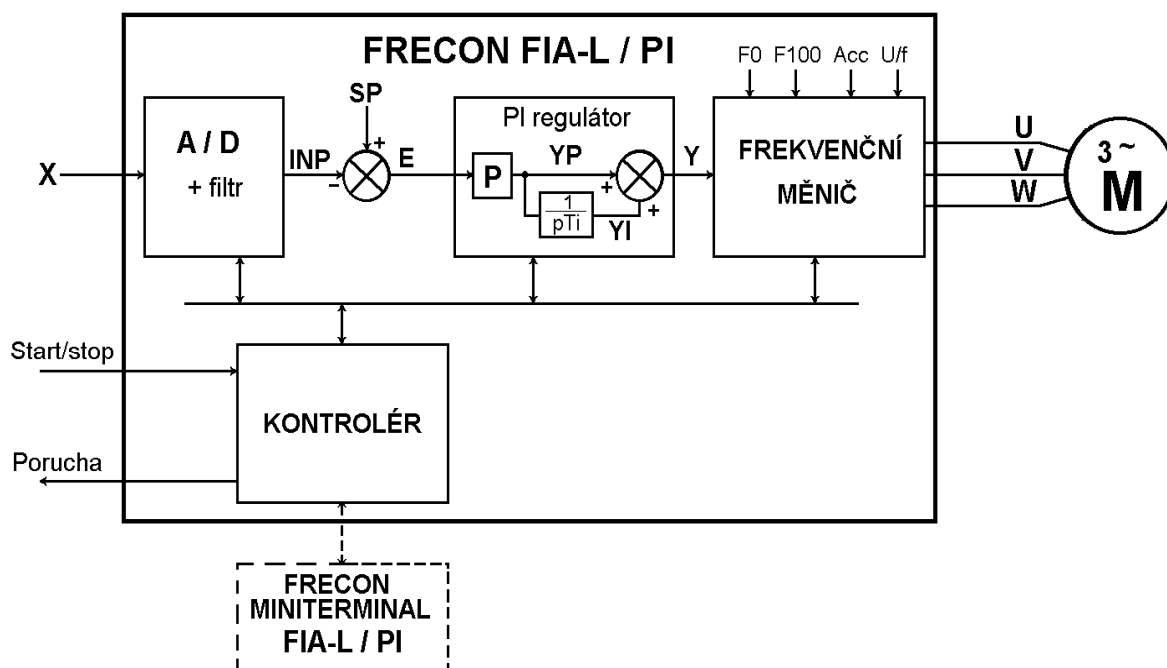 FRECON FIA-L / PI
F0 F100 Acc U/f
SP
+
A / D
+ filtr
X
INP
−
E
PI regulátor
P
YP
+
1
pTi
YI
+
Y
FREKVENČNÍ
MĚNIČ
U
V
W
3 ~
M
Start/stop
KONTROLÉR
Porucha
FRECON
MINITERMINAL
FIA-L / PI